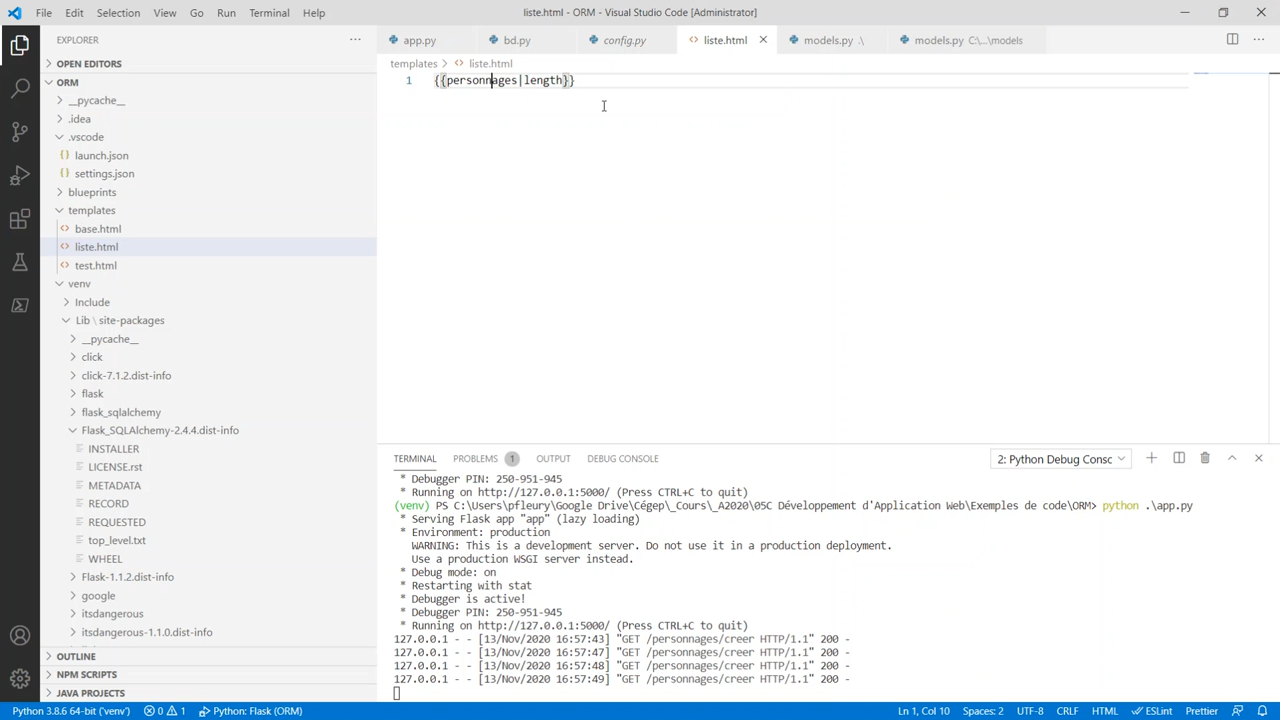 File Edit Selection View Go Run Terminal Help
liste.html - ORM - Visual Studio Code [Administrator]
EXPLORER
app.py bd.py config.py liste.html models.py .\ models.py C:\...\models
OPEN EDITORS
templates > liste.html
ORM
1 {{personnages|length}}
__pycache__
.idea
.vscode
launch.json
settings.json
blueprints
templates
base.html
liste.html
test.html
venv
Include
Lib \ site-packages
__pycache__
click
click-7.1.2.dist-info
flask
flask_sqlalchemy
Flask_SQLAlchemy-2.4.4.dist-info
INSTALLER
LICENSE.rst
METADATA
RECORD
REQUESTED
top_level.txt
WHEEL
Flask-1.1.2.dist-info
google
itsdangerous
itsdangerous-1.1.0.dist-info
OUTLINE
NPM SCRIPTS
JAVA PROJECTS
TERMINAL PROBLEMS 1 OUTPUT DEBUG CONSOLE 2: Python Debug Consc
* Debugger PIN: 250-951-945
* Running on http://127.0.0.1:5000/ (Press CTRL+C to quit)
(venv) PS C:\Users\pfleury\Google Drive\Cégep\_Cours\_A2020\05C Développement d'Application Web\Exemples de code\ORM> python .\app.py
* Serving Flask app "app" (lazy loading)
* Environment: production
WARNING: This is a development server. Do not use it in a production deployment.
Use a production WSGI server instead.
* Debug mode: on
* Restarting with stat
* Debugger is active!
* Debugger PIN: 250-951-945
* Running on http://127.0.0.1:5000/ (Press CTRL+C to quit)
127.0.0.1 - - [13/Nov/2020 16:57:43] "GET /personnages/creer HTTP/1.1" 200 -
127.0.0.1 - - [13/Nov/2020 16:57:47] "GET /personnages/creer HTTP/1.1" 200 -
127.0.0.1 - - [13/Nov/2020 16:57:48] "GET /personnages/creer HTTP/1.1" 200 -
127.0.0.1 - - [13/Nov/2020 16:57:49] "GET /personnages/creer HTTP/1.1" 200 -
Python 3.8.6 64-bit ('venv') 0 1 Python: Flask (ORM) Ln 1, Col 10 Spaces: 2 UTF-8 CRLF HTML ESLint Prettier